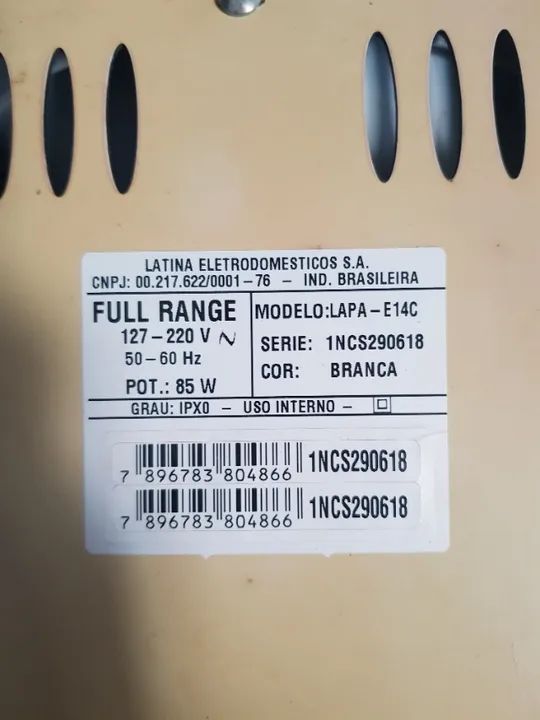 LATINA ELETRODOMESTICOS S.A.
CNPJ: 00.217.622/0001-76 - IND. BRASILEIRA
FULL RANGE
127-220 V ~
50-60 Hz
POT.: 85 W
MODELO:LAPA-E14C
SERIE: 1NCS290618
COR: BRANCA
GRAU: IPX0 - USO INTERNO -
7 896783 804866 1NCS290618
7 896783 804866 1NCS290618